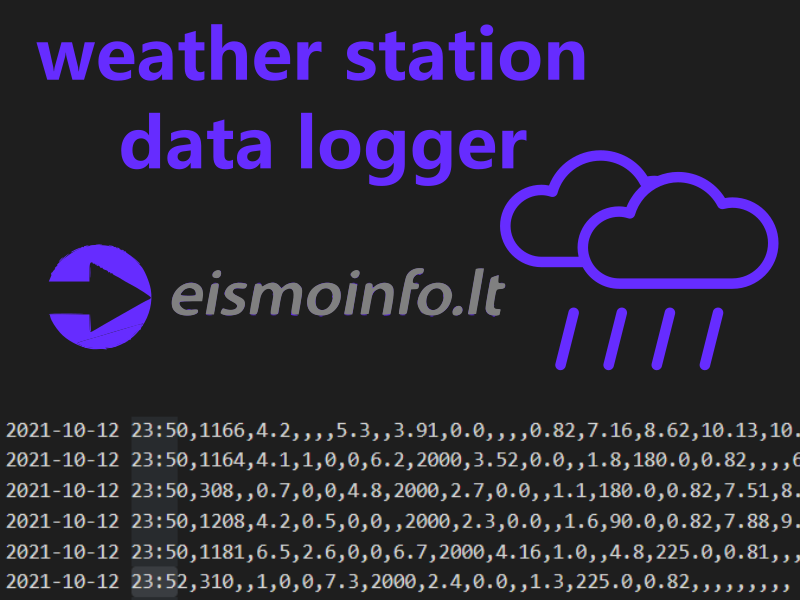 weather station
data logger
eismoinfo.lt
2021-10-12 23:50,1166,4.2,,,,5.3,,3.91,0.0,,,,0.82,7.16,8.62,10.13,10.
2021-10-12 23:50,1164,4.1,1,0,0,6.2,2000,3.52,0.0,,1.8,180.0,0.82,,,,6
2021-10-12 23:50,308,,0.7,0,0,4.8,2000,2.7,0.0,,1.1,180.0,0.82,7.51,8.
2021-10-12 23:50,1208,4.2,0.5,0,0,,2000,2.3,0.0,,1.6,90.0,0.82,7.88,9.
2021-10-12 23:50,1181,6.5,2.6,0,0,6.7,2000,4.16,1.0,,4.8,225.0,0.81,,,
2021-10-12 23:52,310,,1,0,0,7.3,2000,2.4,0.0,,1.3,225.0,0.82,,,,,,,,,